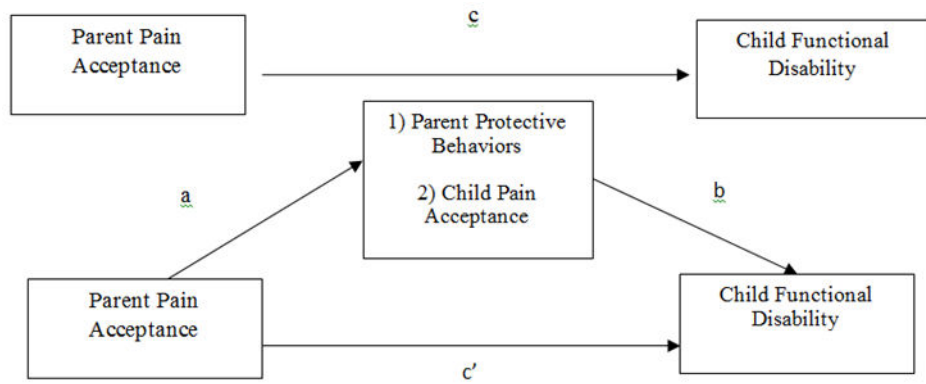 c
Parent Pain
Acceptance
Child Functional
Disability
1) Parent Protective
Behaviors
2) Child Pain
Acceptance
a
b
Parent Pain
Acceptance
Child Functional
Disability
c’